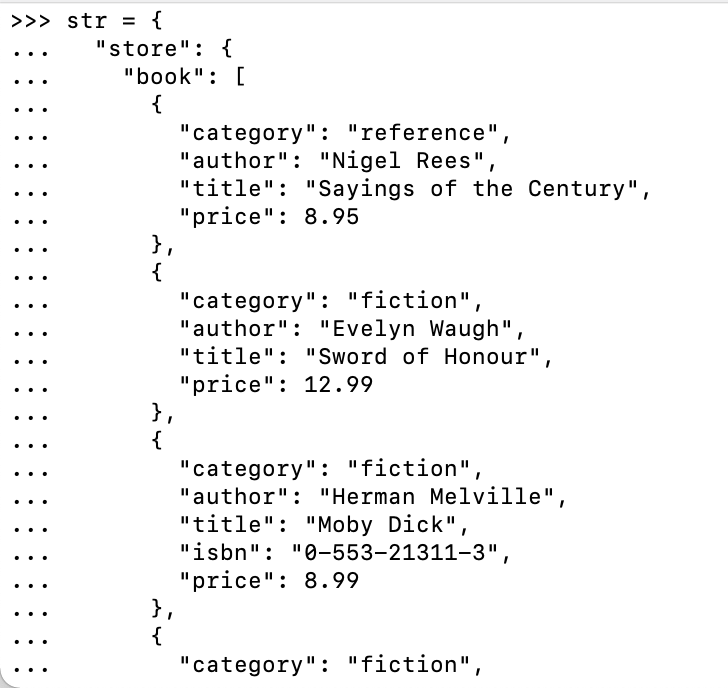 >>> str = {
...   "store": {
...     "book": [
...       {
...         "category": "reference",
...         "author": "Nigel Rees",
...         "title": "Sayings of the Century",
...         "price": 8.95
...       },
...       {
...         "category": "fiction",
...         "author": "Evelyn Waugh",
...         "title": "Sword of Honour",
...         "price": 12.99
...       },
...       {
...         "category": "fiction",
...         "author": "Herman Melville",
...         "title": "Moby Dick",
...         "isbn": "0-553-21311-3",
...         "price": 8.99
...       },
...       {
...         "category": "fiction",